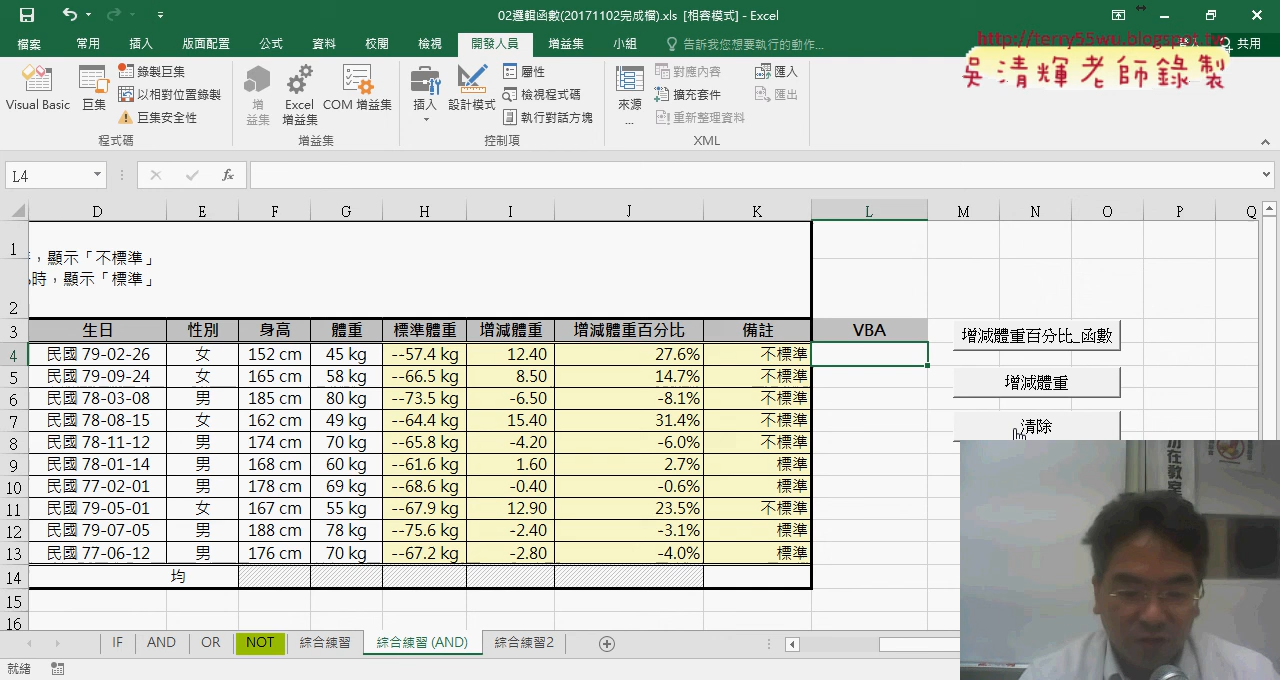 02邏輯函數(20171102完成檔).xls [相容模式] - Excel
http://terry55wu.blogspot.tw
吳清輝老師錄製
檔案 常用 插入 版面配置 公式 資料 校閱 檢視 開發人員 增益集 小組 告訴我您想要執行的動作... 共用
Visual Basic 巨集 錄製巨集 以相對位置錄製 巨集安全性 程式碼
增益集 Excel 增益集 COM 增益集 增益集
插入 設計模式 屬性 檢視程式碼 執行對話方塊 控制項
來源... 對應內容 擴充套件 重新整理資料 匯入 匯出 XML
L4 fx
D E F G H I J K L M N O P Q
1 ，顯示「不標準」
2 時，顯示「標準」
3 生日 性別 身高 體重 標準體重 增減體重 增減體重百分比 備註 VBA 增減體重百分比_函數
4 民國 79-02-26 女 152 cm 45 kg --57.4 kg 12.40 27.6% 不標準
5 民國 79-09-24 女 165 cm 58 kg --66.5 kg 8.50 14.7% 不標準 增減體重
6 民國 78-03-08 男 185 cm 80 kg --73.5 kg -6.50 -8.1% 不標準
7 民國 78-08-15 女 162 cm 49 kg --64.4 kg 15.40 31.4% 不標準 清除
8 民國 78-11-12 男 174 cm 70 kg --65.8 kg -4.20 -6.0% 不標準
9 民國 78-01-14 男 168 cm 60 kg --61.6 kg 1.60 2.7% 標準
10 民國 77-02-01 男 178 cm 69 kg --68.6 kg -0.40 -0.6% 標準
11 民國 79-05-01 女 167 cm 55 kg --67.9 kg 12.90 23.5% 不標準
12 民國 79-07-05 男 188 cm 78 kg --75.6 kg -2.40 -3.1% 標準
13 民國 77-06-12 男 176 cm 70 kg --67.2 kg -2.80 -4.0% 標準
14 均
15
16
IF AND OR NOT 綜合練習 綜合練習 (AND) 綜合練習2
就緒